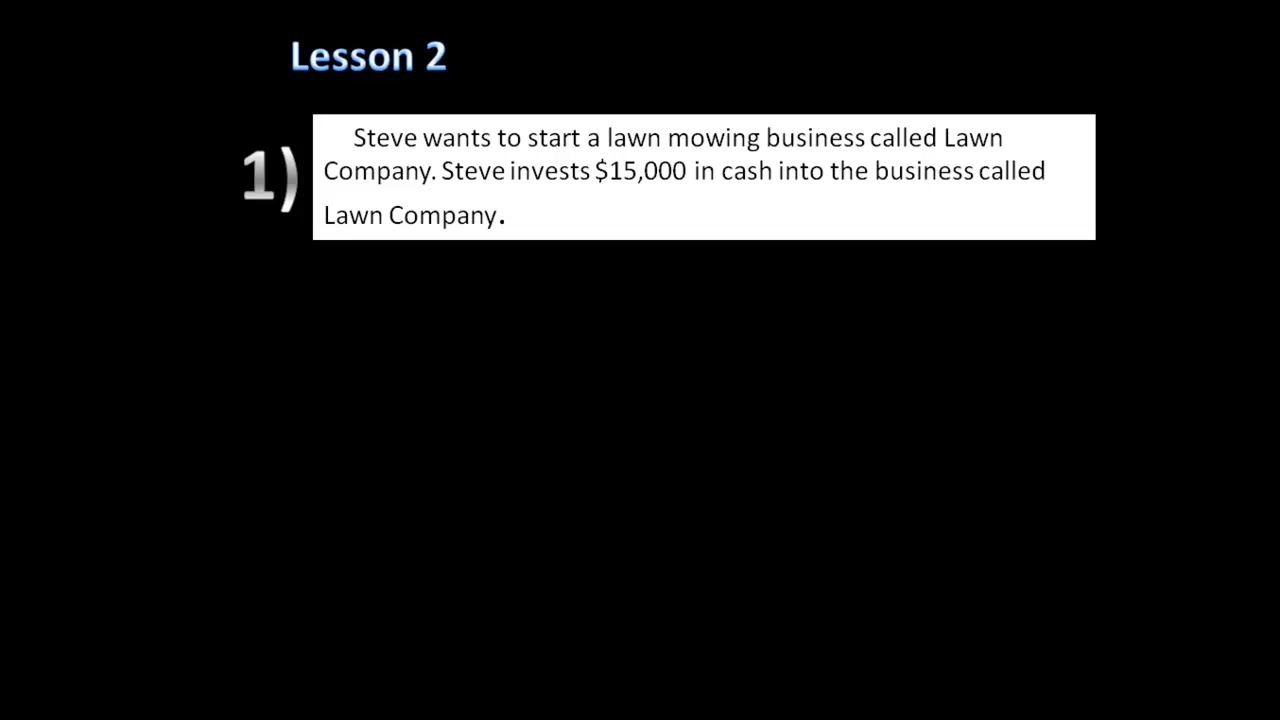 Lesson 2
1)
Steve wants to start a lawn mowing business called Lawn
Company. Steve invests $15,000 in cash into the business called
Lawn Company.